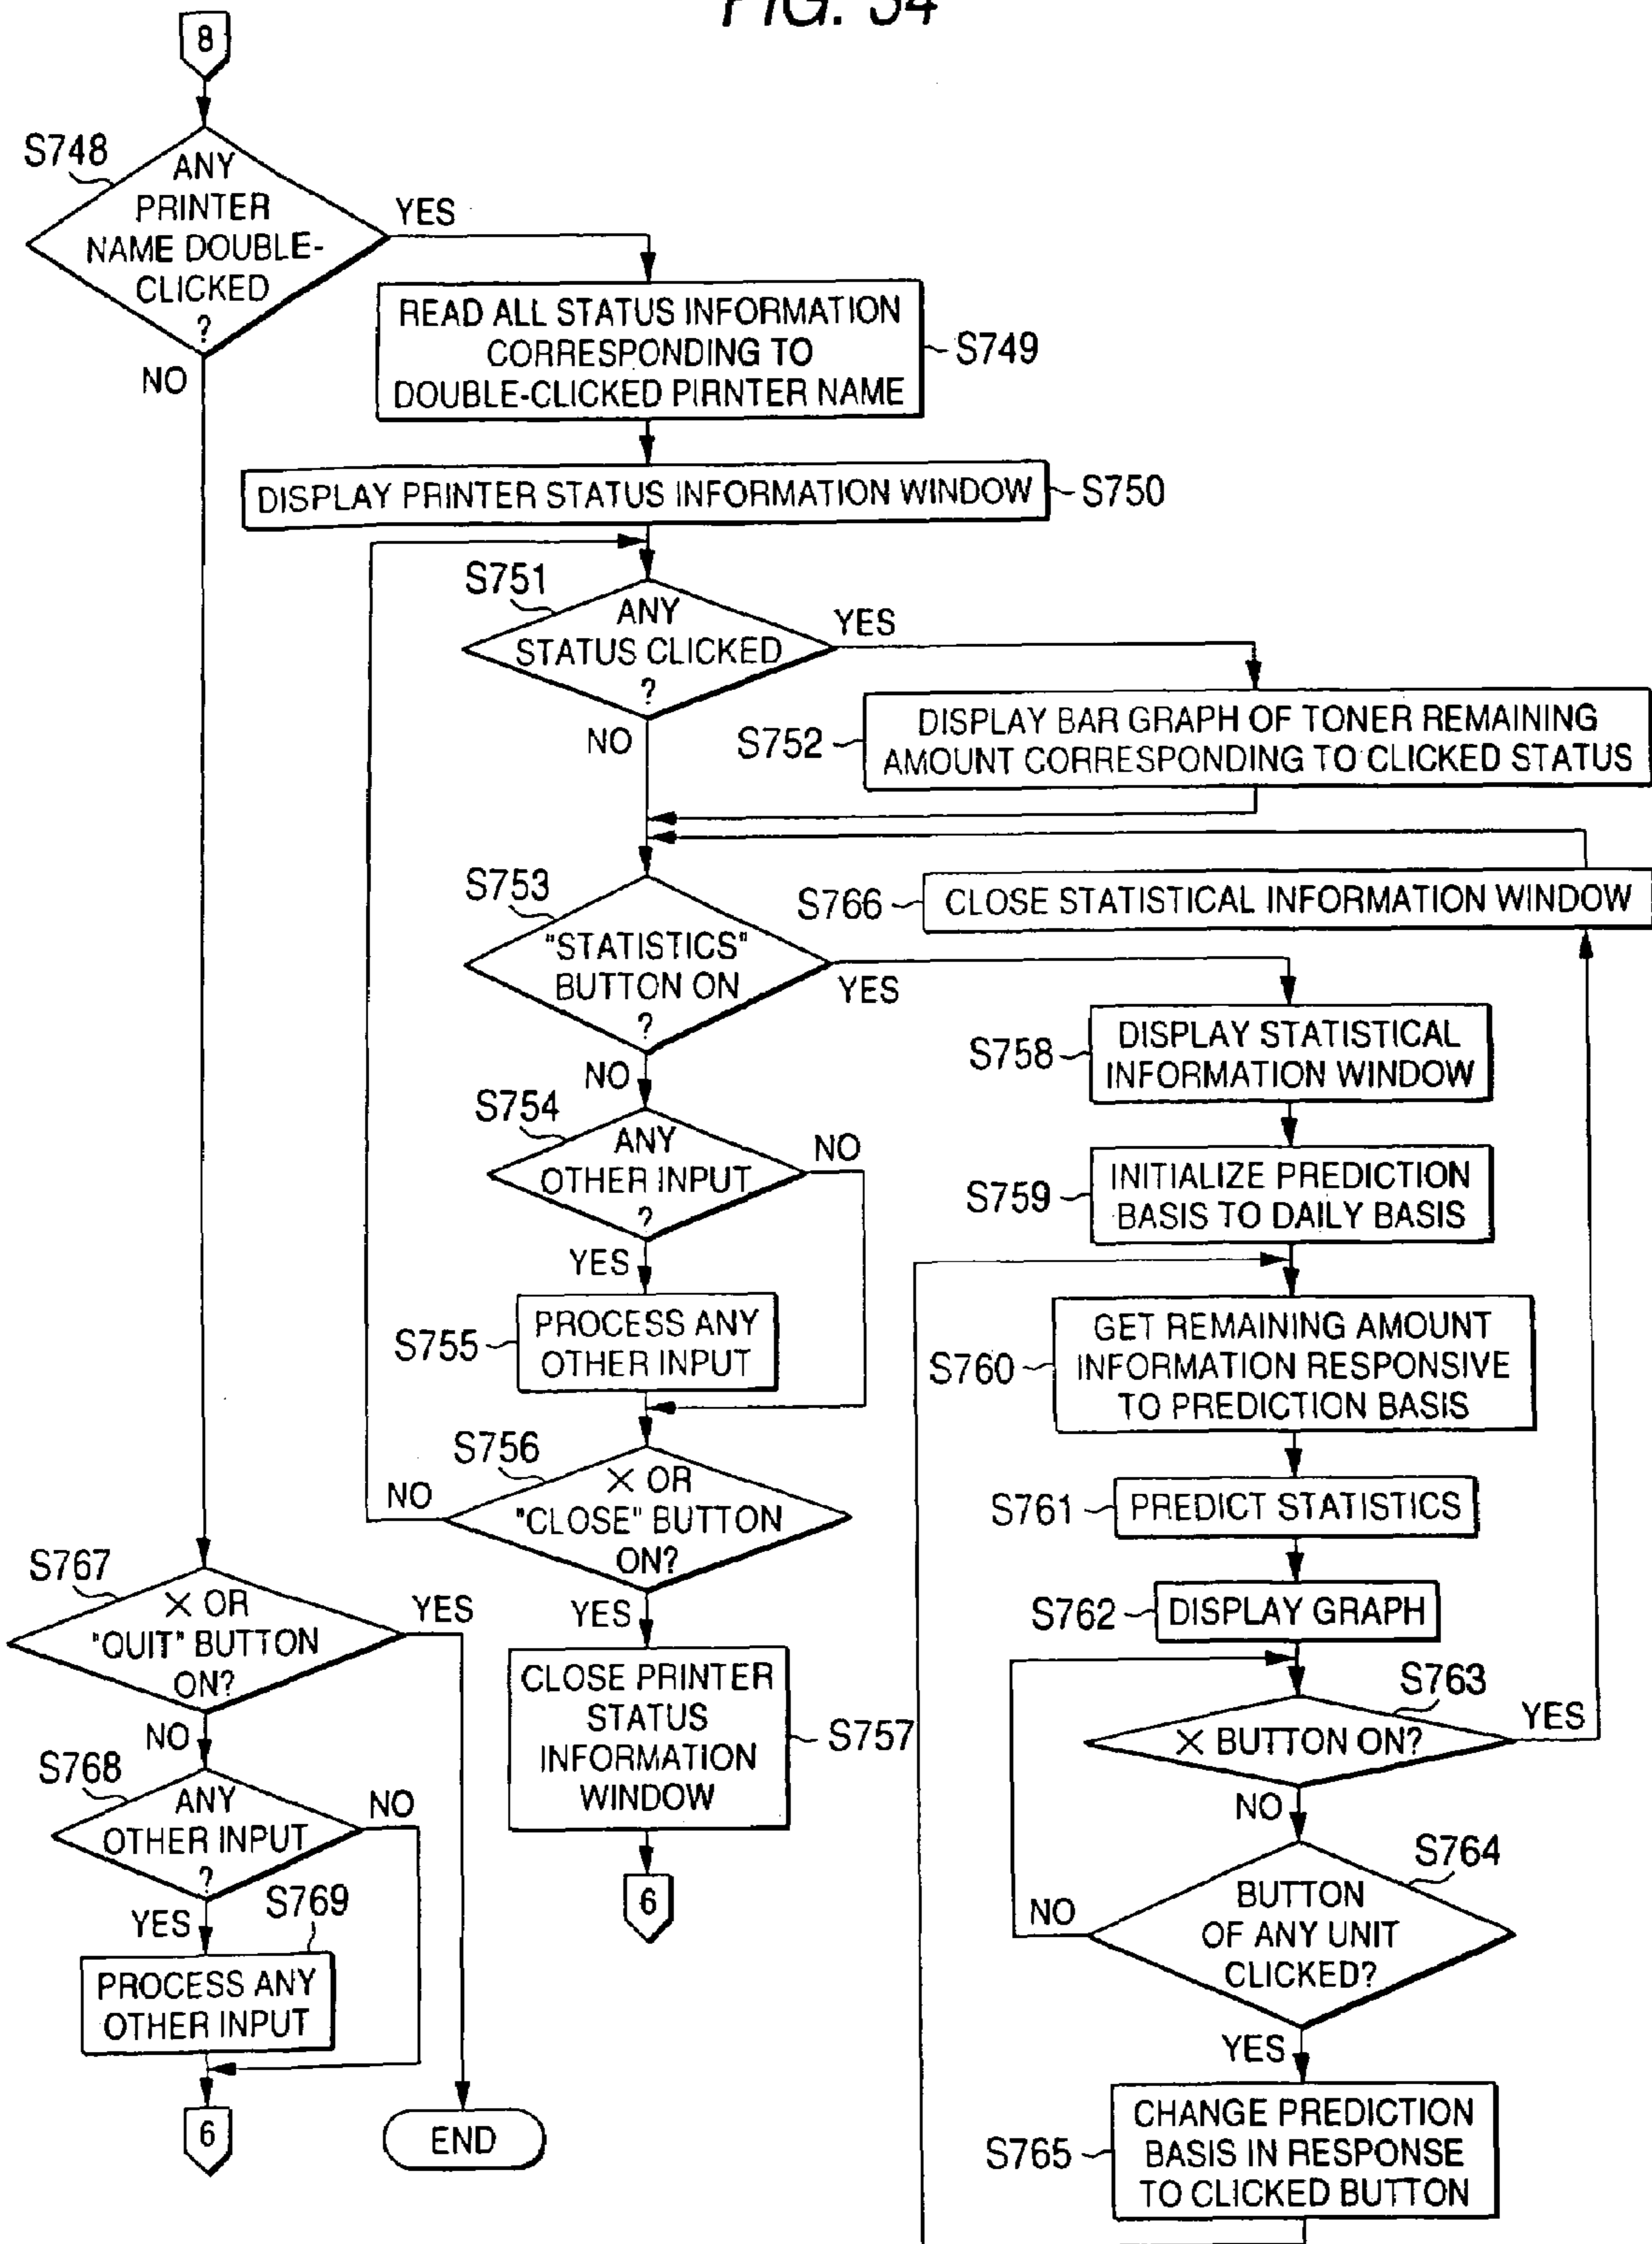 FIG. 34
8
S748
ANY
PRINTER
NAME DOUBLE-
CLICKED
?
YES
NO
READ ALL STATUS INFORMATION
CORRESPONDING TO
DOUBLE-CLICKED PIRNTER NAME
S749
DISPLAY PRINTER STATUS INFORMATION WINDOW
S750
S751
ANY
STATUS CLICKED
?
YES
NO
S752
DISPLAY BAR GRAPH OF TONER REMAINING
AMOUNT CORRESPONDING TO CLICKED STATUS
S753
"STATISTICS"
BUTTON ON
?
YES
NO
S766
CLOSE STATISTICAL INFORMATION WINDOW
S758
DISPLAY STATISTICAL
INFORMATION WINDOW
S754
ANY
OTHER INPUT
?
NO
YES
S759
INITIALIZE PREDICTION
BASIS TO DAILY BASIS
S755
PROCESS ANY
OTHER INPUT
S760
GET REMAINING AMOUNT
INFORMATION RESPONSIVE
TO PREDICTION BASIS
S756
× OR
"CLOSE" BUTTON
ON?
NO
YES
S761
PREDICT STATISTICS
S762
DISPLAY GRAPH
S767
× OR
"QUIT" BUTTON
ON?
YES
NO
CLOSE PRINTER
STATUS
INFORMATION
WINDOW
S757
6
S763
× BUTTON ON?
YES
NO
S768
ANY
OTHER INPUT
?
NO
YES
S769
PROCESS ANY
OTHER INPUT
6
END
S764
BUTTON
OF ANY UNIT
CLICKED?
NO
YES
S765
CHANGE PREDICTION
BASIS IN RESPONSE
TO CLICKED BUTTON